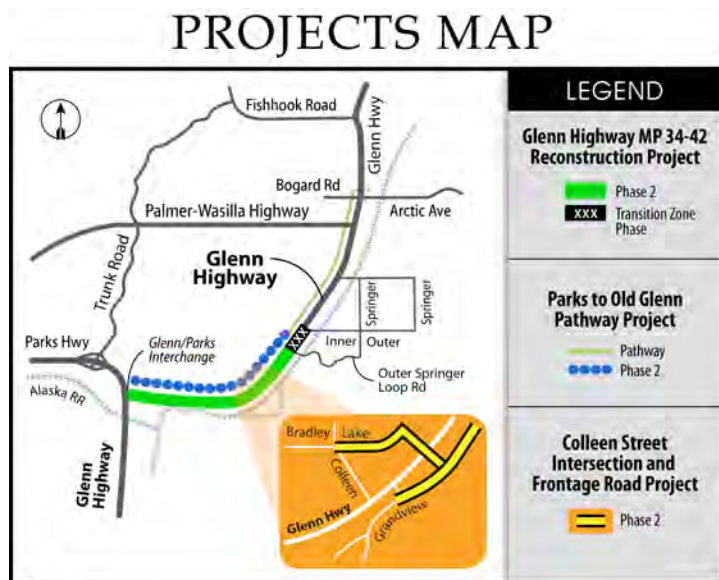 PROJECTS MAP
Fishhook Road
Glenn Hwy
Bogard Rd
Arctic Ave
Palmer-Wasilla Highway
Trunk Road
Glenn
Highway
Springer
Springer
XXX
Inner
Outer
Parks Hwy
Glenn/Parks
Interchange
Outer Springer
Loop Rd
Alaska RR
Glenn
Highway
Bradley
Lake
Colleen
Glenn Hwy
Grandview
LEGEND
Glenn Highway MP 34-42
Reconstruction Project
Phase 2
XXX
Transition Zone
Phase
Parks to Old Glenn
Pathway Project
Pathway
Phase 2
Colleen Street
Intersection and
Frontage Road Project
Phase 2